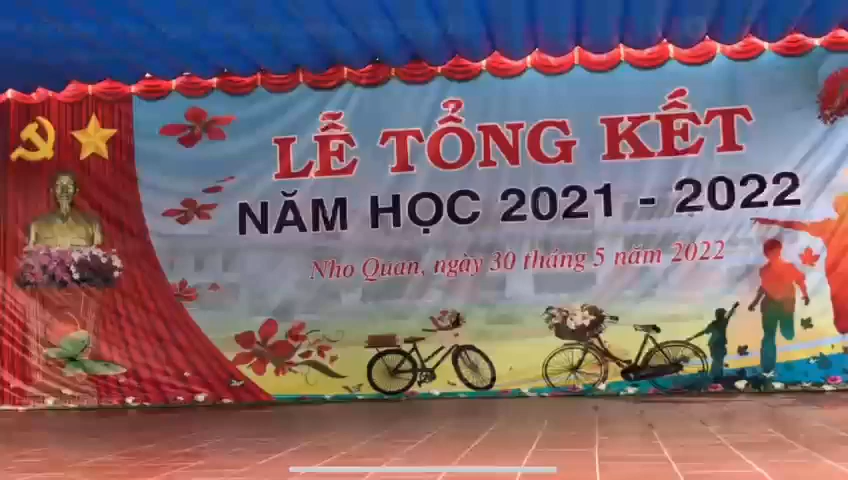 LỄ TỔNG KẾT
NĂM HỌC 2021 - 2022
Nho Quan, ngày 30 tháng 5 năm 2022